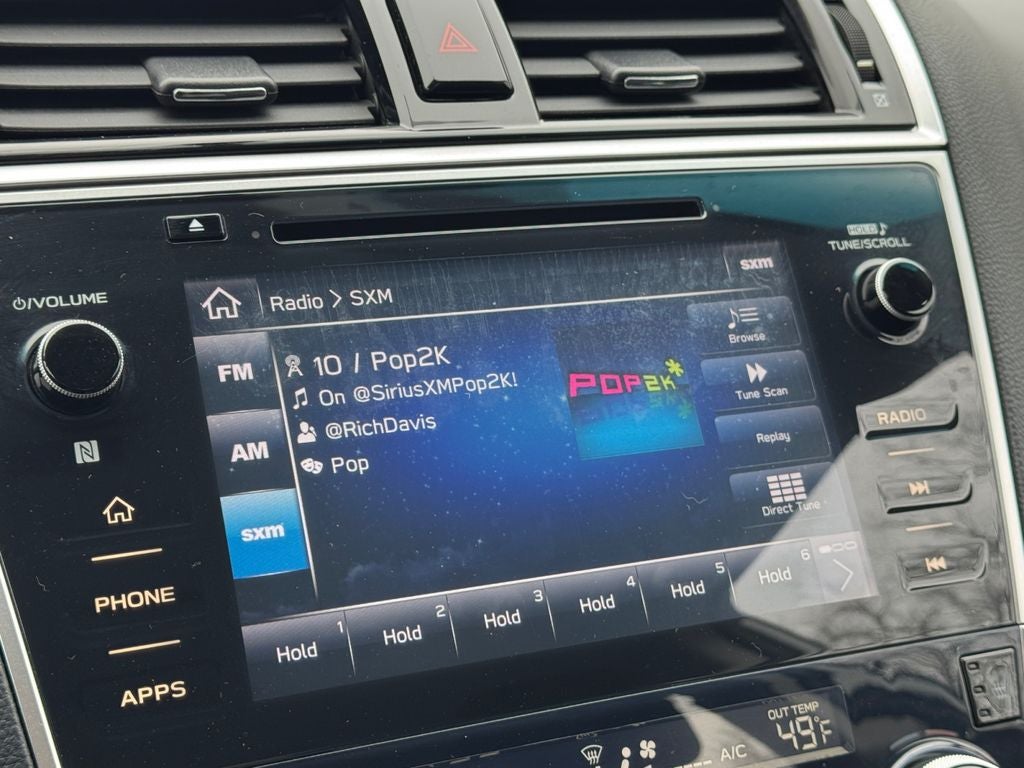 HOLD
TUNE/SCROLL
/VOLUME
Radio > SXM
sxm
FM
AM
sxm
10 / Pop2K
On @SiriusXMPop2K!
@RichDavis
Pop
POP2K
Browse
Tune Scan
Replay
Direct Tune
1 Hold
2 Hold
3 Hold
4 Hold
5 Hold
6 Hold
N
PHONE
APPS
RADIO
A/C
OUT TEMP
49°F